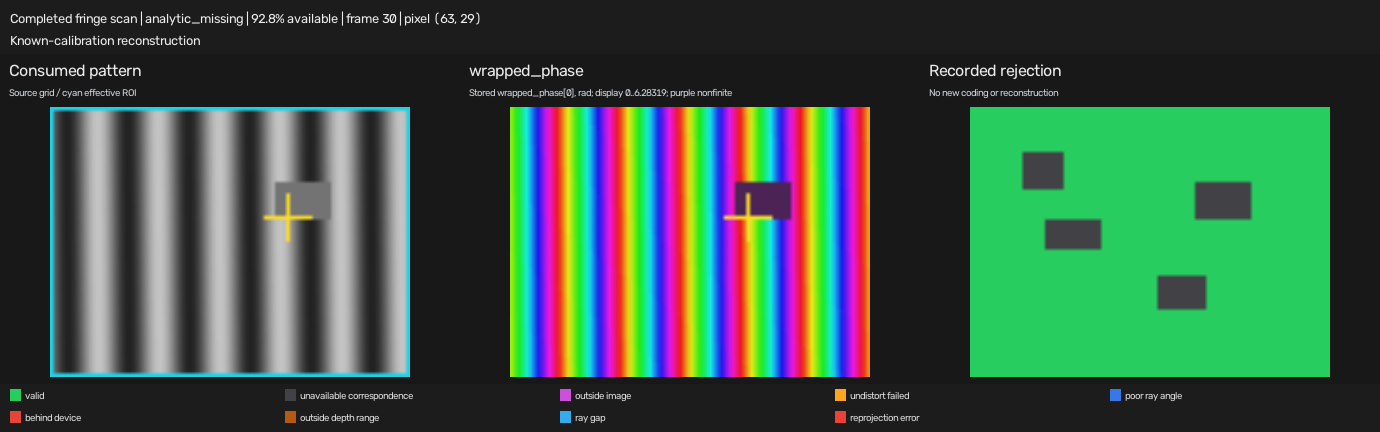 Completed fringe scan | analytic_missing | 92.8% available | frame 30 | pixel (63, 29)
Known-calibration reconstruction
Consumed pattern
Source grid / cyan effective ROI
wrapped_phase
Stored wrapped_phase[0], rad; display 0..6.28319; purple nonfinite
Recorded rejection
No new coding or reconstruction
valid
unavailable correspondence
outside image
undistort failed
poor ray angle
behind device
outside depth range
ray gap
reprojection error